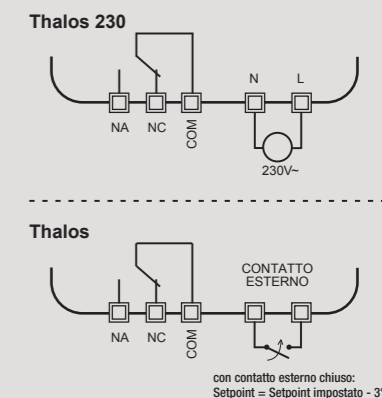 Thalos 230
N L
NA NC COM
230V~
Thalos
CONTATTO
ESTERNO
NA NC COM
con contatto esterno chiuso:
Setpoint = Setpoint impostato - 3°